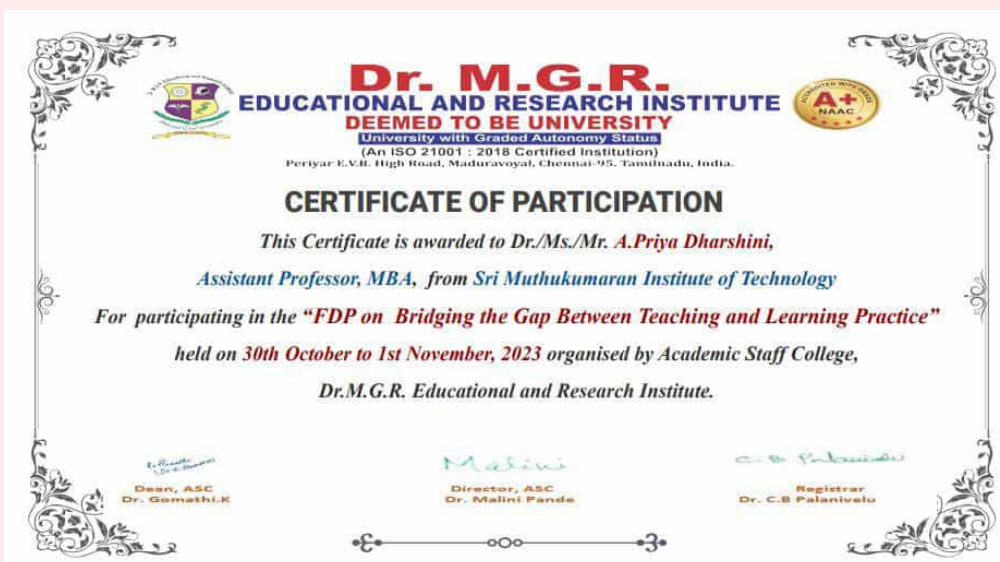 Dr. M.G.R.
EDUCATIONAL AND RESEARCH INSTITUTE
DEEMED TO BE UNIVERSITY
University with Graded Autonomy Status
(An ISO 21001 : 2018 Certified Institution)
Periyar E.V.R. High Road, Maduravoyal, Chennai-95. Tamilnadu, India.
ACCREDITED WITH GRADE
A+
NAAC
CERTIFICATE OF PARTICIPATION
This Certificate is awarded to Dr./Ms./Mr. A.Priya Dharshini,
Assistant Professor, MBA, from Sri Muthukumaran Institute of Technology
For participating in the “FDP on Bridging the Gap Between Teaching and Learning Practice”
held on 30th October to 1st November, 2023 organised by Academic Staff College,
Dr.M.G.R. Educational and Research Institute.
Malini
C.B Palanivelu
Dean, ASC
Dr. Gomathi.K
Director, ASC
Dr. Malini Pande
Registrar
Dr. C.B Palanivelu